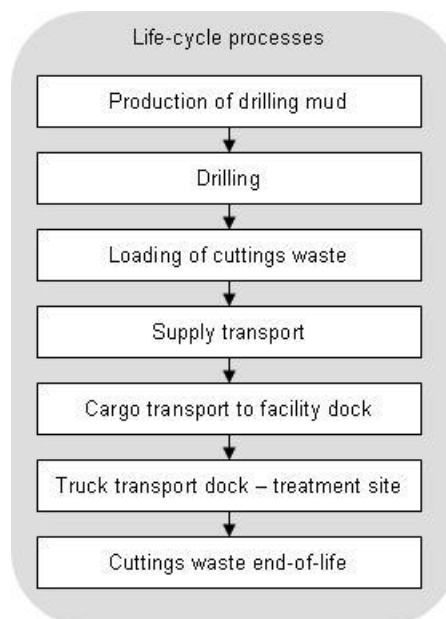 Life-cycle processes
Production of drilling mud
Drilling
Loading of cuttings waste
Supply transport
Cargo transport to facility dock
Truck transport dock – treatment site
Cuttings waste end-of-life